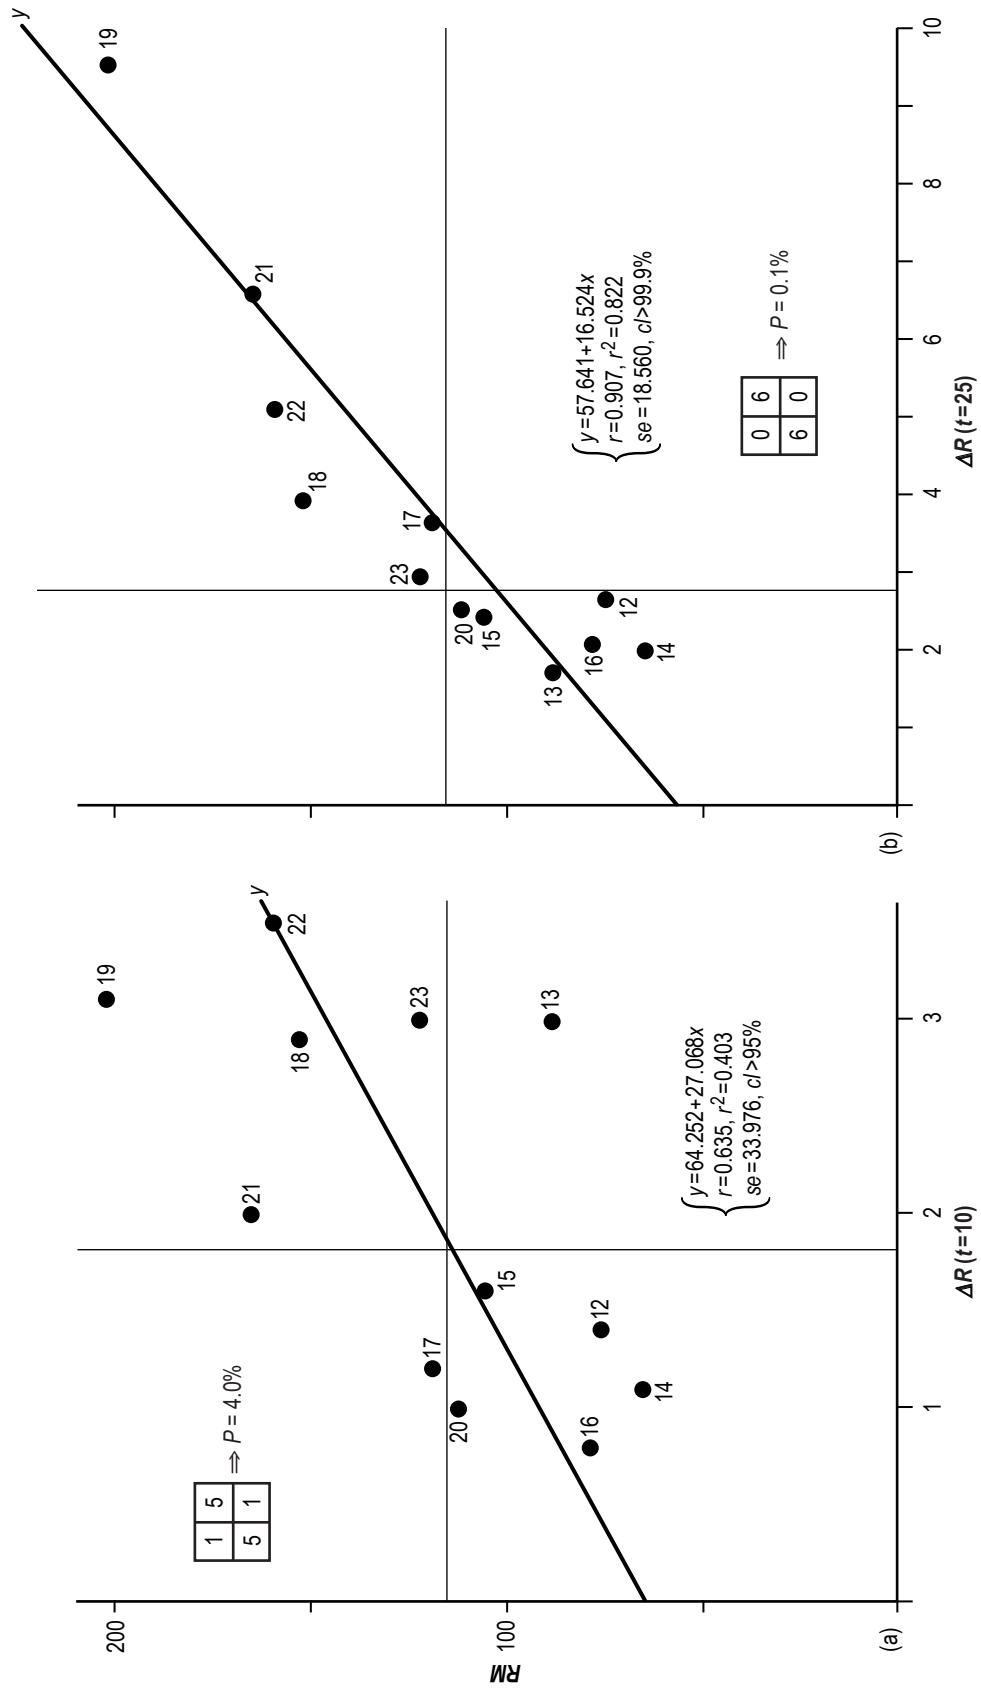 RM
200
100
(a)
1
2
3
ΔR (t=10)
y
1 5
5 1
⇒ P = 4.0%
19
22
18
23
13
21
15
17
20
12
14
16
y=64.252+27.068x
r=0.635, r²=0.403
se=33.976, cl>95%
(b)
2
4
6
8
10
ΔR (t=25)
y
19
21
22
18
17
23
20
15
13
16
12
14
y=57.641+16.524x
r=0.907, r²=0.822
se=18.560, cl>99.9%
0 6
6 0
⇒ P = 0.1%